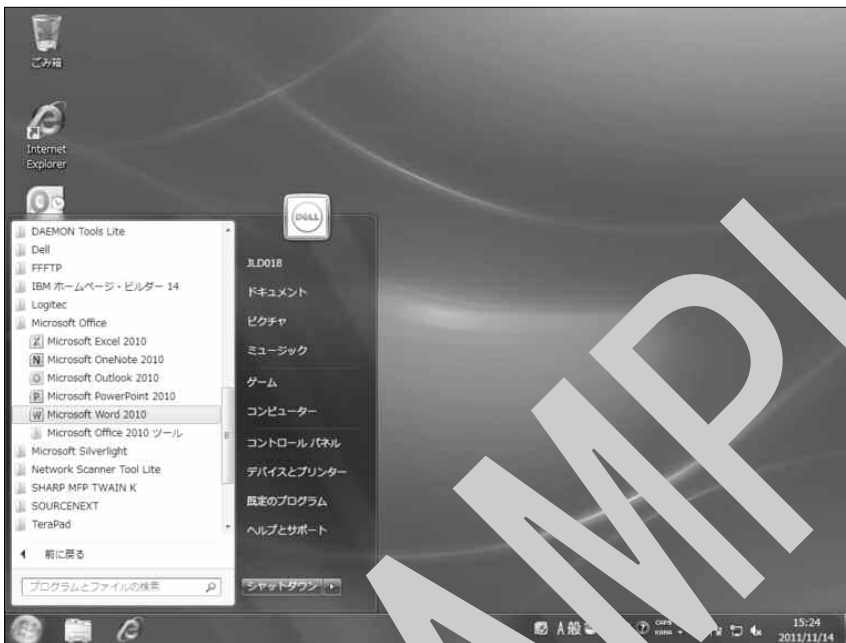 ごみ箱
Internet
Explorer
DELL
DAEMON Tools Lite
Dell
FFFTP
IBM ホームページ・ビルダー 14
Logitec
Microsoft Office
Microsoft Excel 2010
Microsoft OneNote 2010
Microsoft Outlook 2010
Microsoft PowerPoint 2010
Microsoft Word 2010
Microsoft Office 2010 ツール
Microsoft Silverlight
Network Scanner Tool Lite
SHARP MFP TWAIN K
SOURCENEXT
TeraPad
前に戻る
プログラムとファイルの検索
JLD018
ドキュメント
ピクチャ
ミュージック
ゲーム
コンピューター
コントロール パネル
デバイスとプリンター
既定のプログラム
ヘルプとサポート
シャットダウン
A 般
CAPS
KANA
15:24
2011/11/14
AMPL